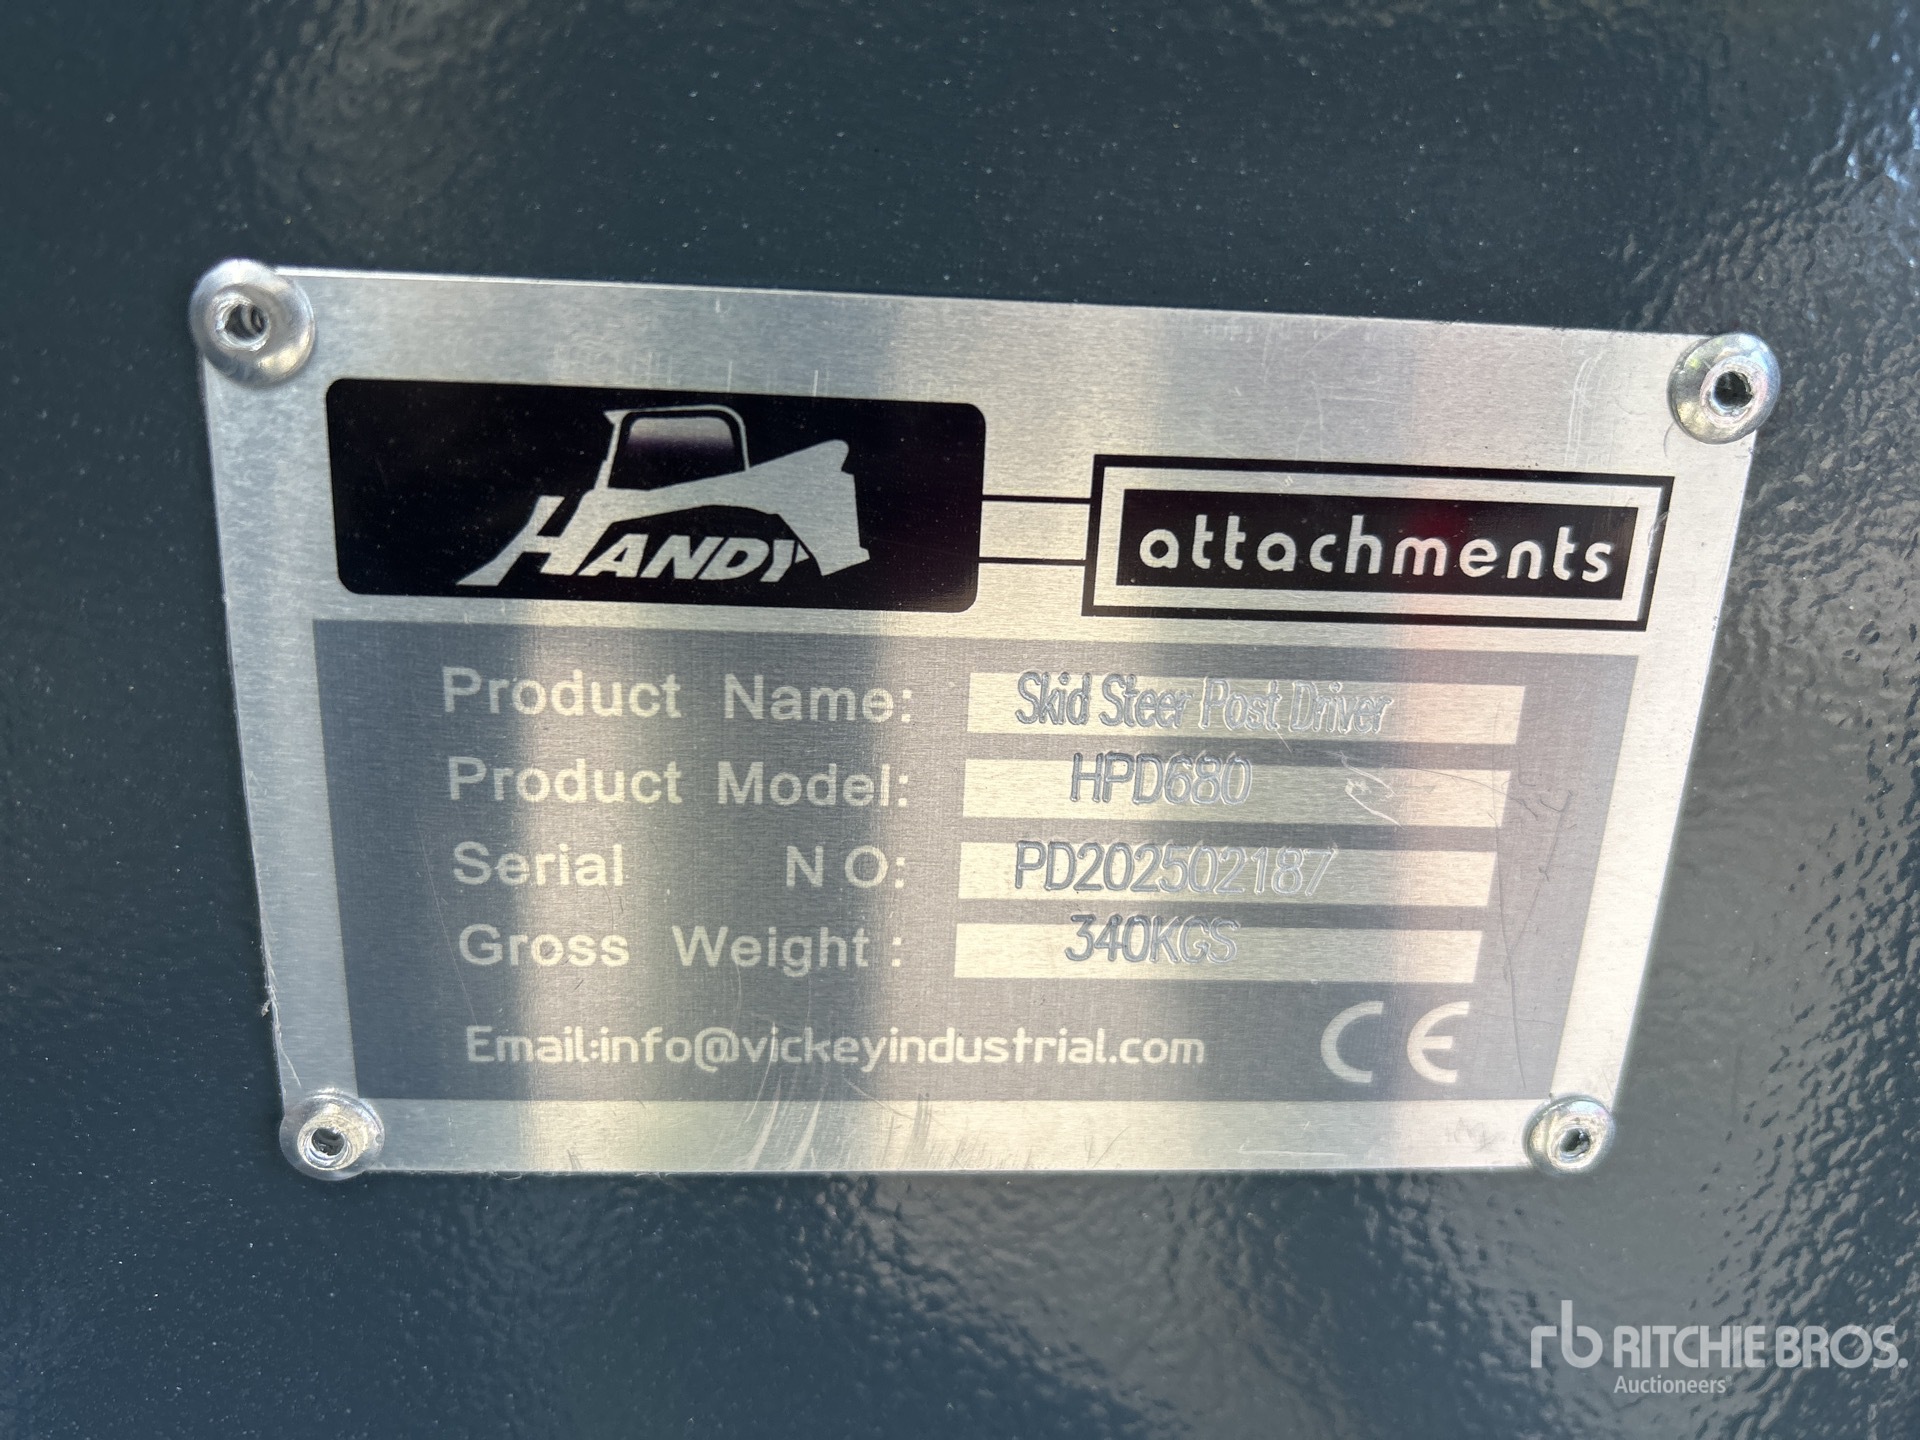 HANDY
attachments
Product Name: Skid Steer Post Driver
Product Model: HPD680
Serial NO: PD202502187
Gross Weight: 340KGS
Email:info@vickeyindustrial.com CE
rb RITCHIE BROS.
Auctioneers